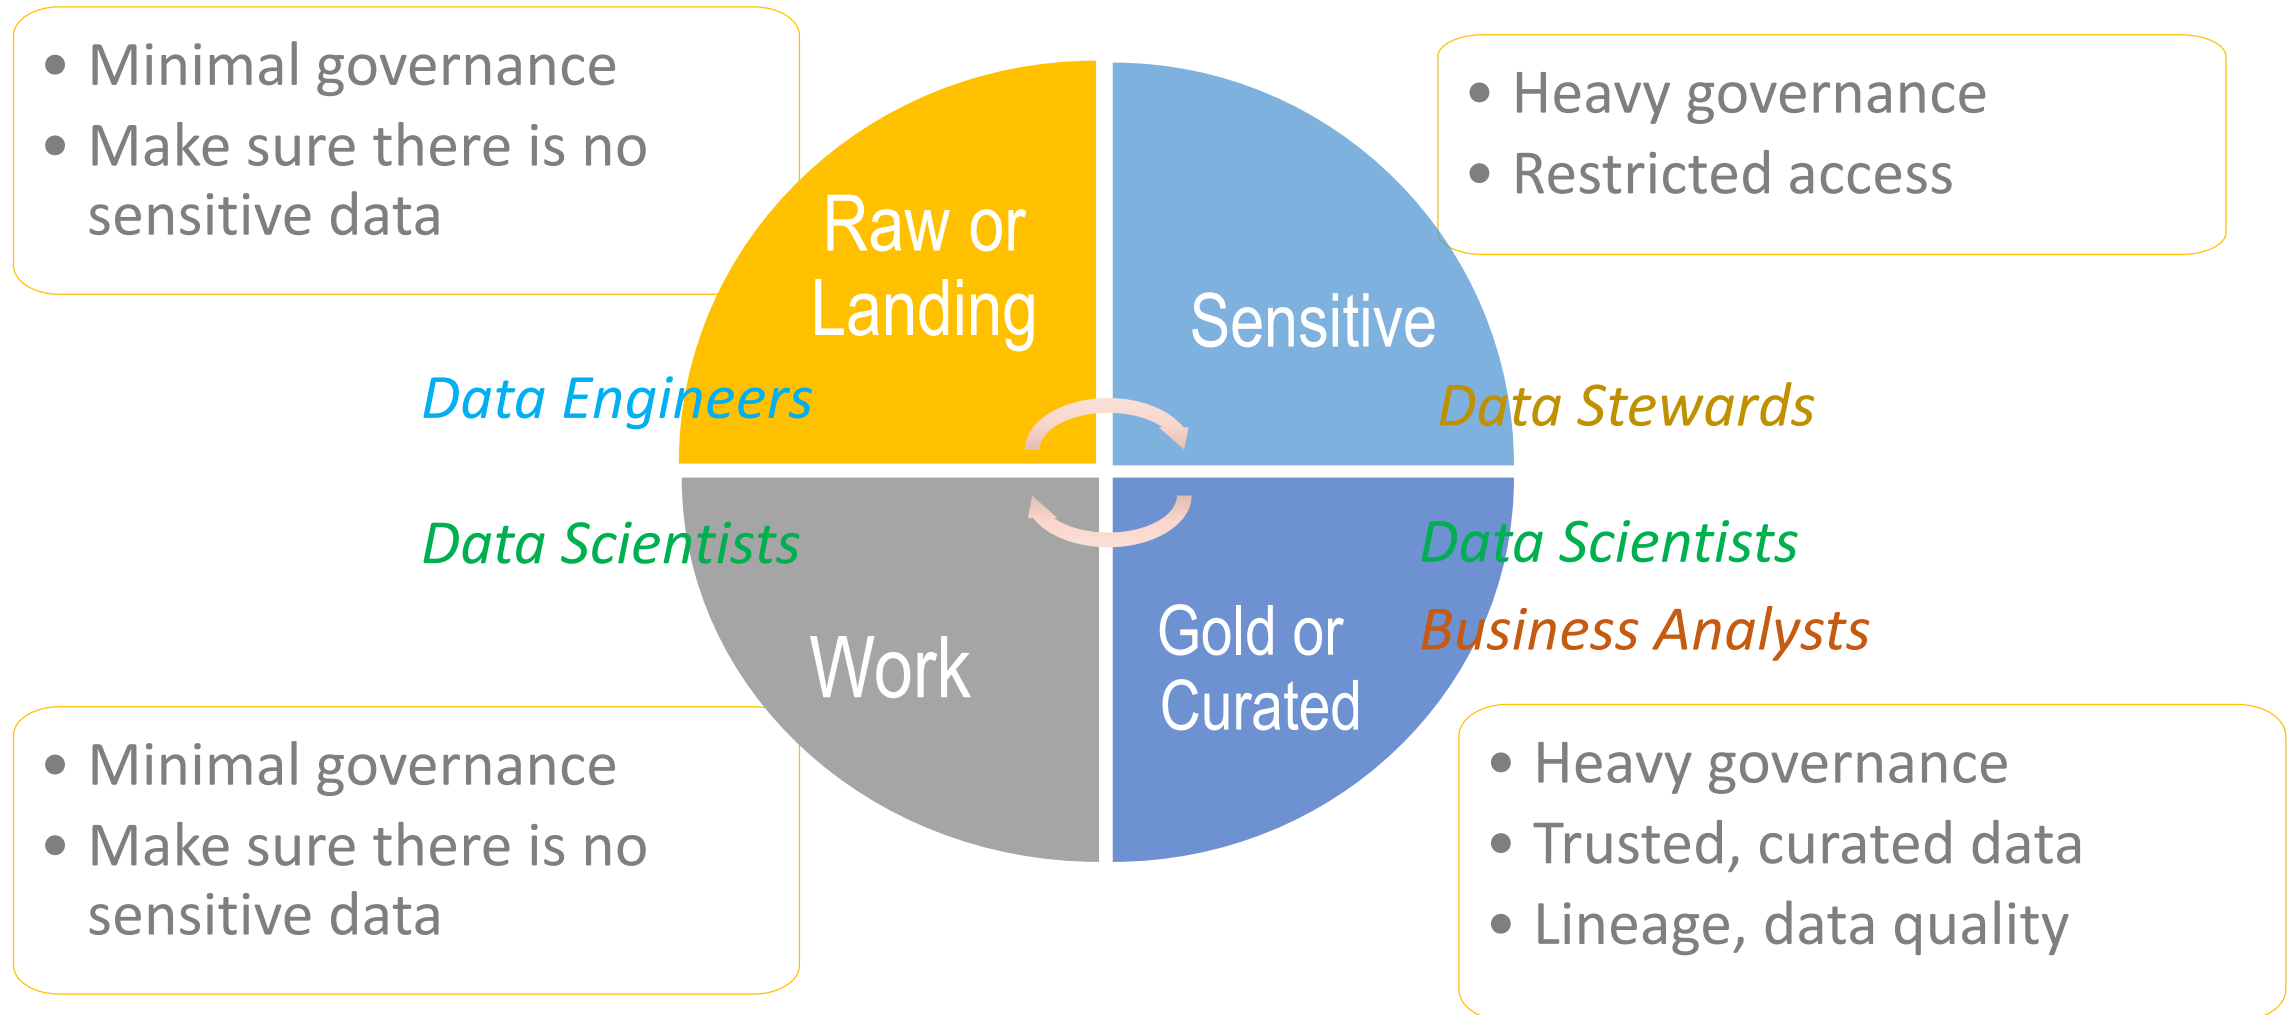 • Minimal governance
• Make sure there is no
sensitive data
• Heavy governance
• Restricted access
Raw or
Landing
Sensitive
Data Engineers
Data Stewards
Data Scientists
Data Scientists
Business Analysts
Work
Gold or
Curated
• Minimal governance
• Make sure there is no
sensitive data
• Heavy governance
• Trusted, curated data
• Lineage, data quality